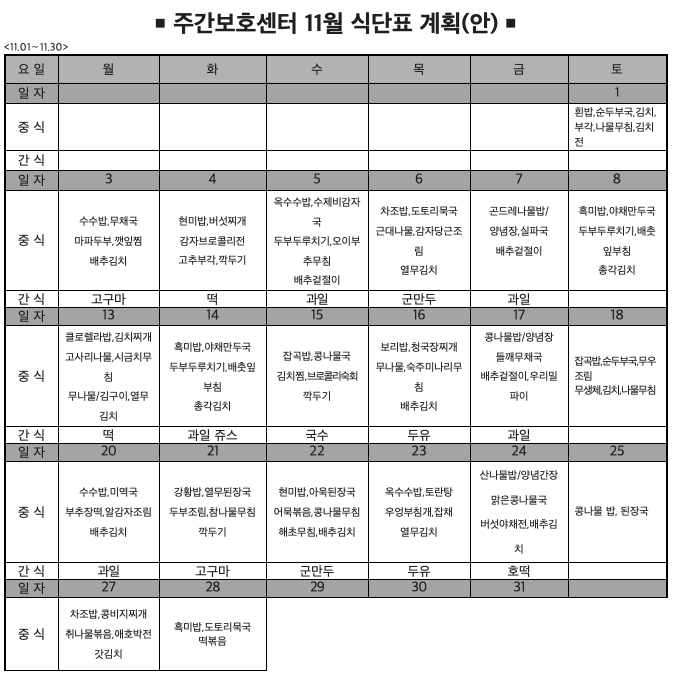 ▪ 주간보호센터 11월 식단표 계획(안) ▪
<11.01~11.30>
요 일 월 화 수 목 금 토
일 자 1
중 식
흰밥,순두부국,김치,
부각,나물무침,김치
전
간 식
일 자 3 4 5 6 7 8
중 식
수수밥,무채국
마파두부,깻잎찜
배추김치
현미밥,버섯찌개
감자브로콜리전
고추부각,깍두기
옥수수밥,수제비감자
국
두부두루치기,오이부
추무침
배추겉절이
차조밥,도토리묵국
근대나물,감자당근조
림
열무김치
곤드레나물밥/
양념장,실파국
배추겉절이
흑미밥,야채만두국
두부두루치기,배춧
잎부침
총각김치
간 식 고구마 떡 과일 군만두 과일
일 자 13 14 15 16 17 18
중 식
클로렐라밥,김치찌개
고사리나물,시금치무
침
무나물/김구이,열무
김치
흑미밥,야채만두국
두부두루치기,배춧잎
부침
총각김치
잡곡밥,콩나물국
김치찜,브로콜리숙회
깍두기
보리밥,청국장찌개
무나물,숙주미나리무
침
배추김치
콩나물밥/양념장
들깨무채국
배추겉절이,우리밀
파이
잡곡밥,순두부국,무우
조림
무생체,김치,나물무침
간 식 떡 과일 쥬스 국수 두유 과일
일 자 20 21 22 23 24 25
중 식
수수밥,미역국
부추장떡,알감자조림
배추김치
강황밥,열무된장국
두부조림,참나물무침
깍두기
현미밥,아욱된장국
어묵볶음,콩나물무침
해초무침,배추김치
옥수수밥,토란탕
우엉부침개,잡채
열무김치
산나물밥/양념간장
맑은콩나물국
버섯야채전,배추김
치
콩나물 밥, 된장국
간 식 과일 고구마 군만두 두유 호떡
일 자 27 28 29 30 31
중 식
차조밥,콩비지찌개
취나물볶음,애호박전
갓김치
흑미밥,도토리묵국
떡볶음